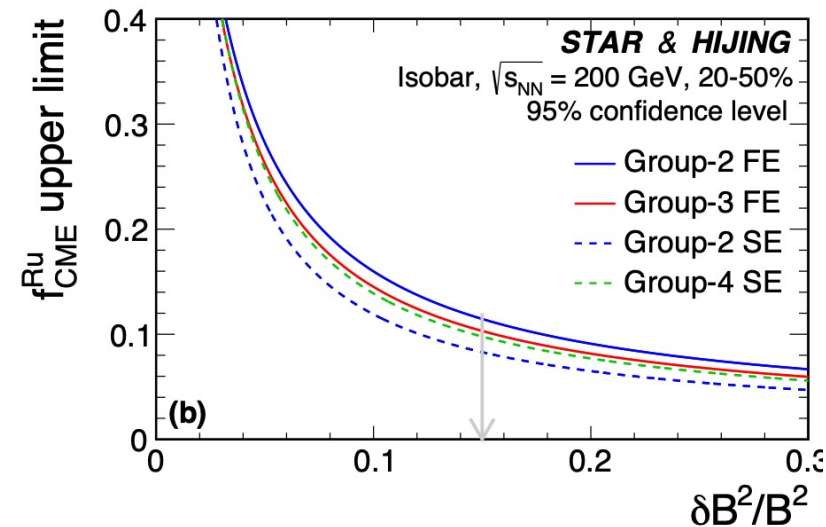 0.4
0.3
0.2
0.1
0
f^Ru_CME upper limit
STAR & HIJING
Isobar, √s_NN = 200 GeV, 20-50%
95% confidence level
Group-2 FE
Group-3 FE
Group-2 SE
Group-4 SE
(b)
0 0.1 0.2 0.3
δB²/B²